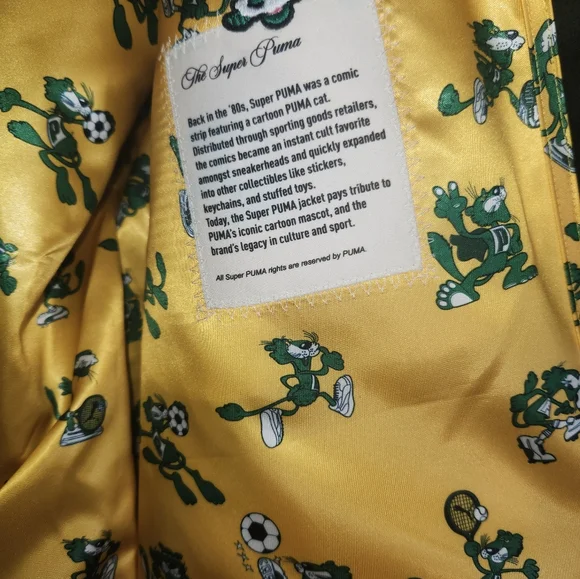 The Super Puma
Back in the '80s, Super PUMA was a comic
strip featuring a cartoon PUMA cat.
Distributed through sporting goods retailers,
the comics became an instant cult favorite
amongst sneakerheads and quickly expanded
into other collectibles like stickers,
keychains, and stuffed toys.
Today, the Super PUMA jacket pays tribute to
PUMA's iconic cartoon mascot, and the
brand's legacy in culture and sport.
All Super PUMA rights are reserved by PUMA.